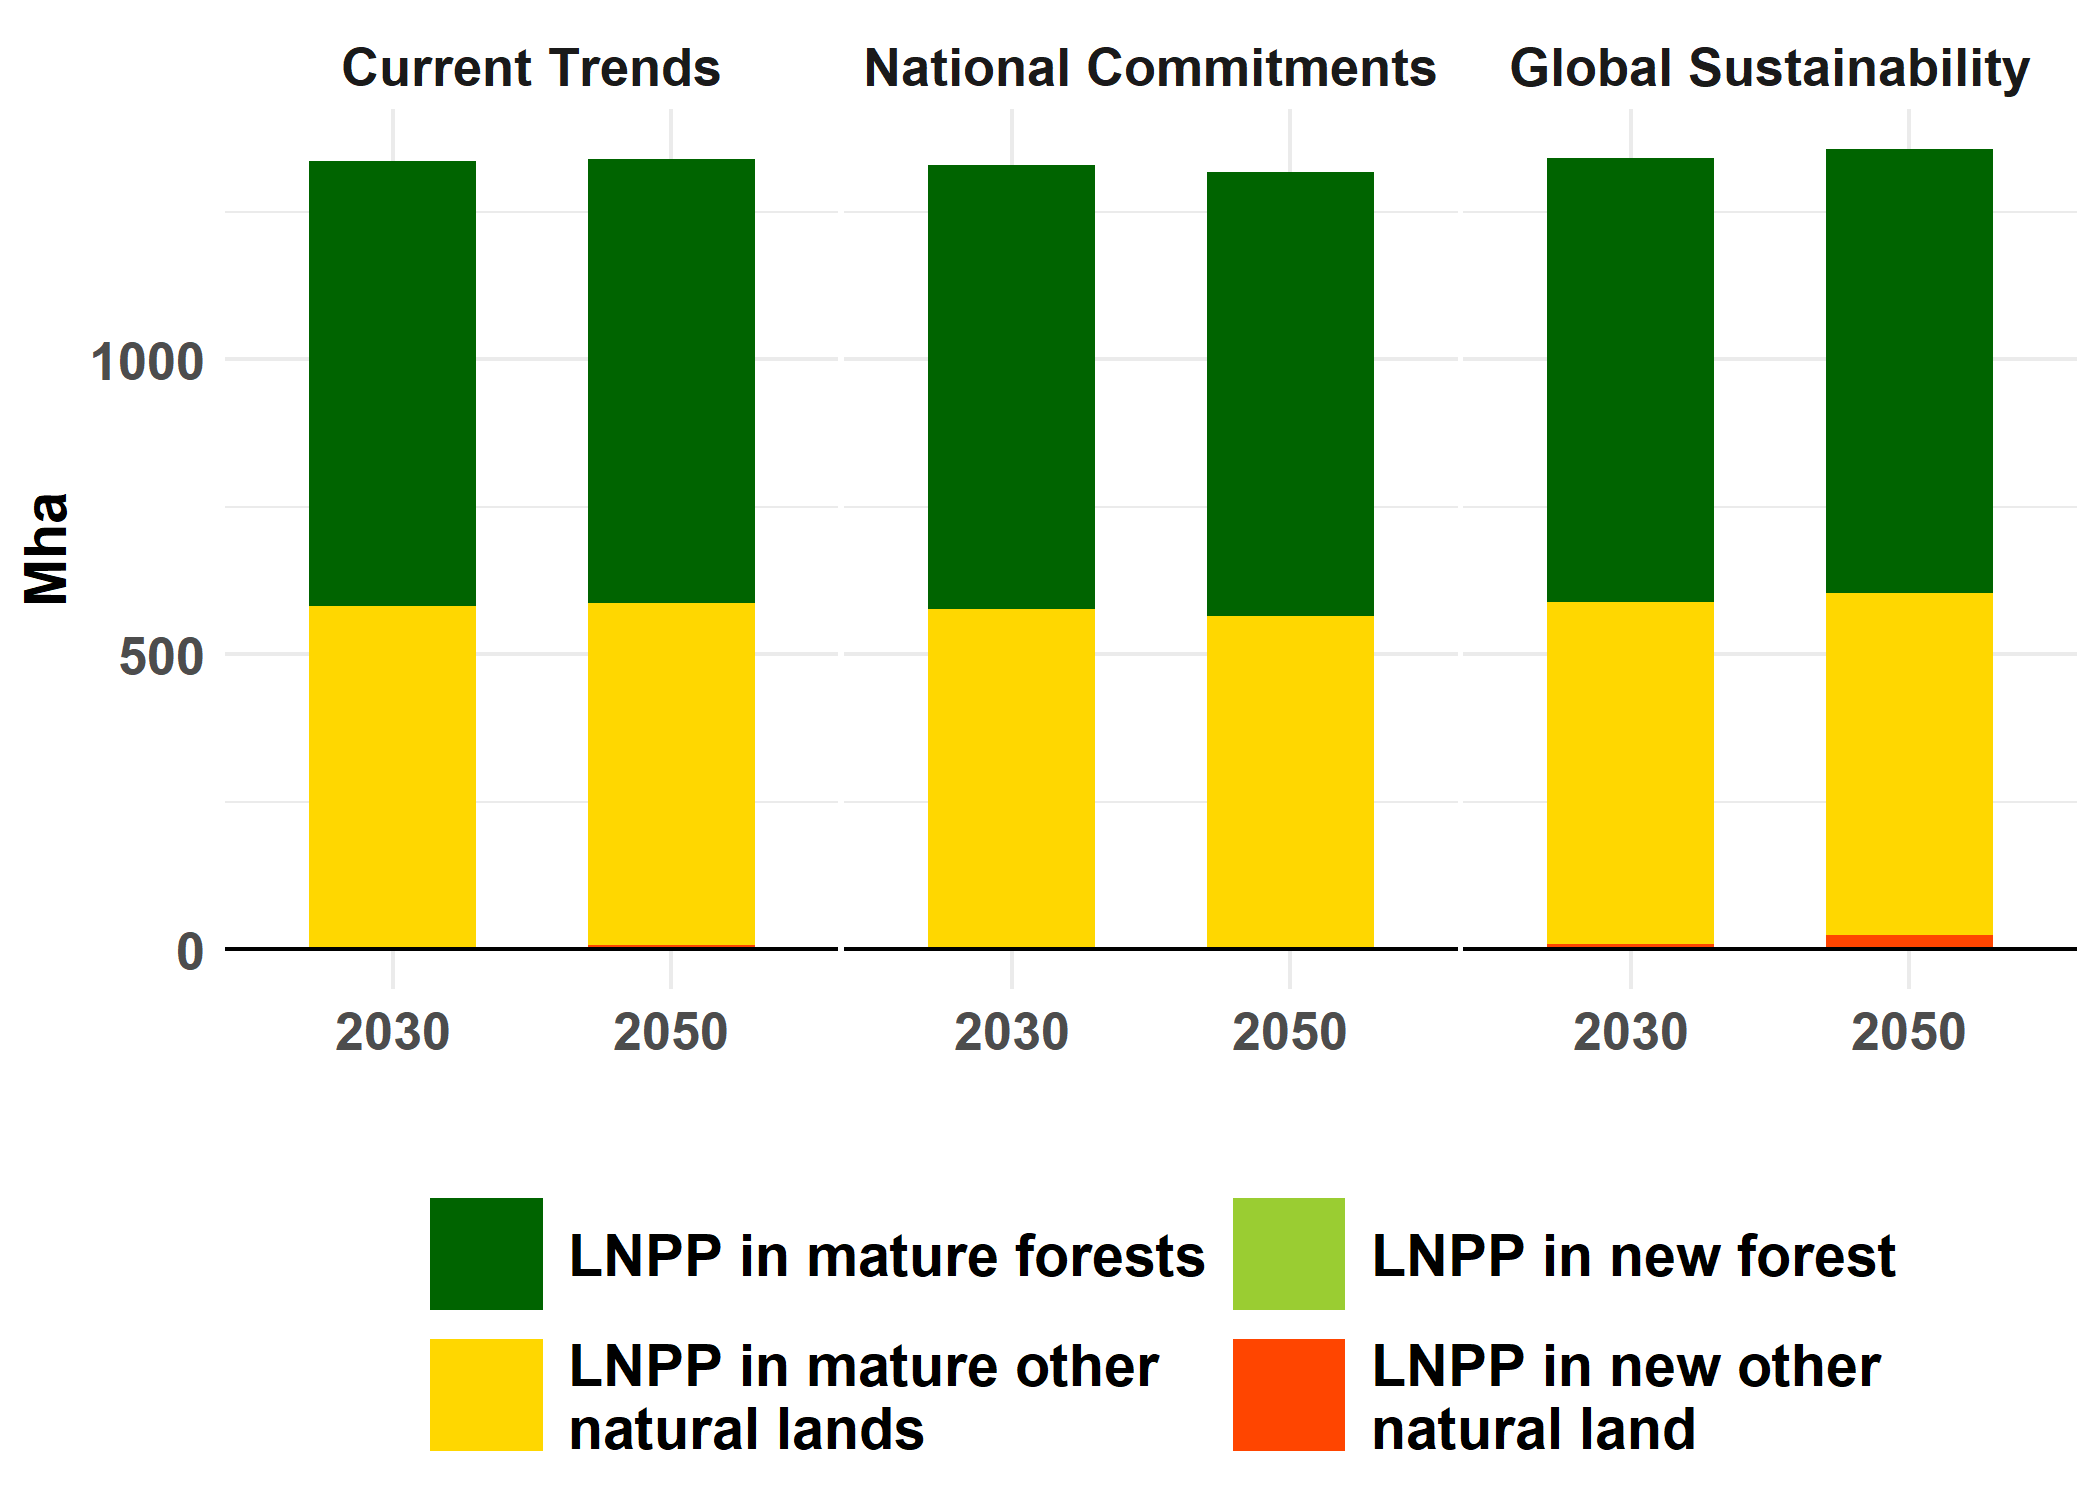 Current Trends National Commitments Global Sustainability
Mha
1000
500
0
2030 2050 2030 2050 2030 2050
LNPP in mature forests
LNPP in mature other
natural lands
LNPP in new forest
LNPP in new other
natural land